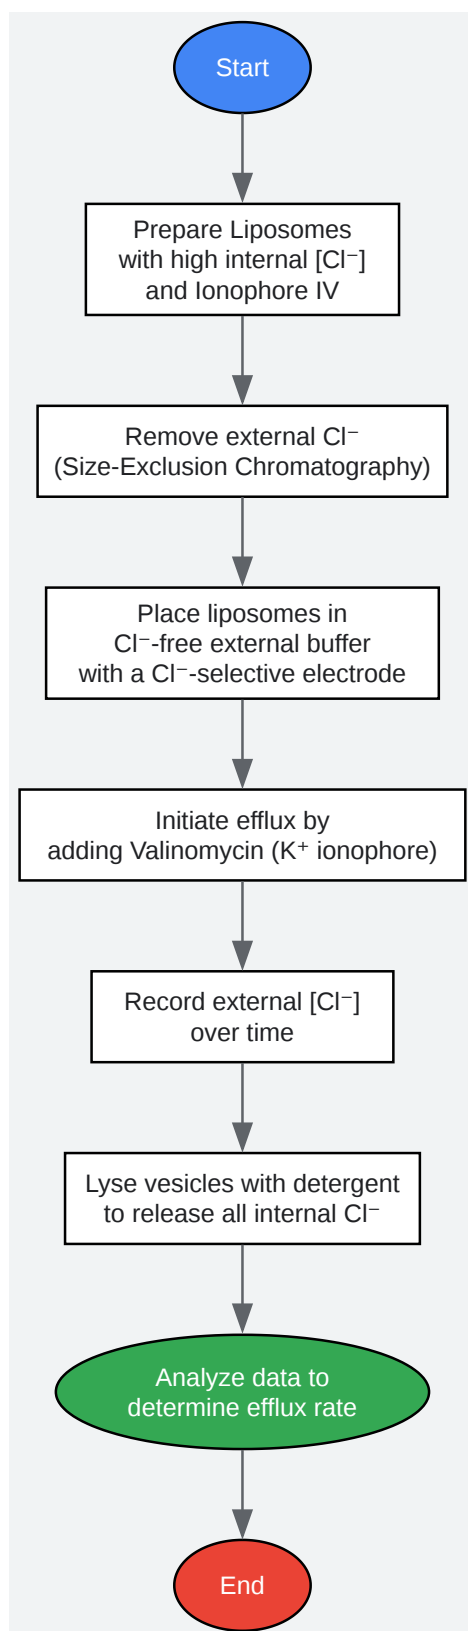 Start
Prepare Liposomes
with high internal [Cl⁻]
and Ionophore IV
Remove external Cl⁻
(Size-Exclusion Chromatography)
Place liposomes in
Cl⁻-free external buffer
with a Cl⁻-selective electrode
Initiate efflux by
adding Valinomycin (K⁺ ionophore)
Record external [Cl⁻]
over time
Lyse vesicles with detergent
to release all internal Cl⁻
Analyze data to
determine efflux rate
End